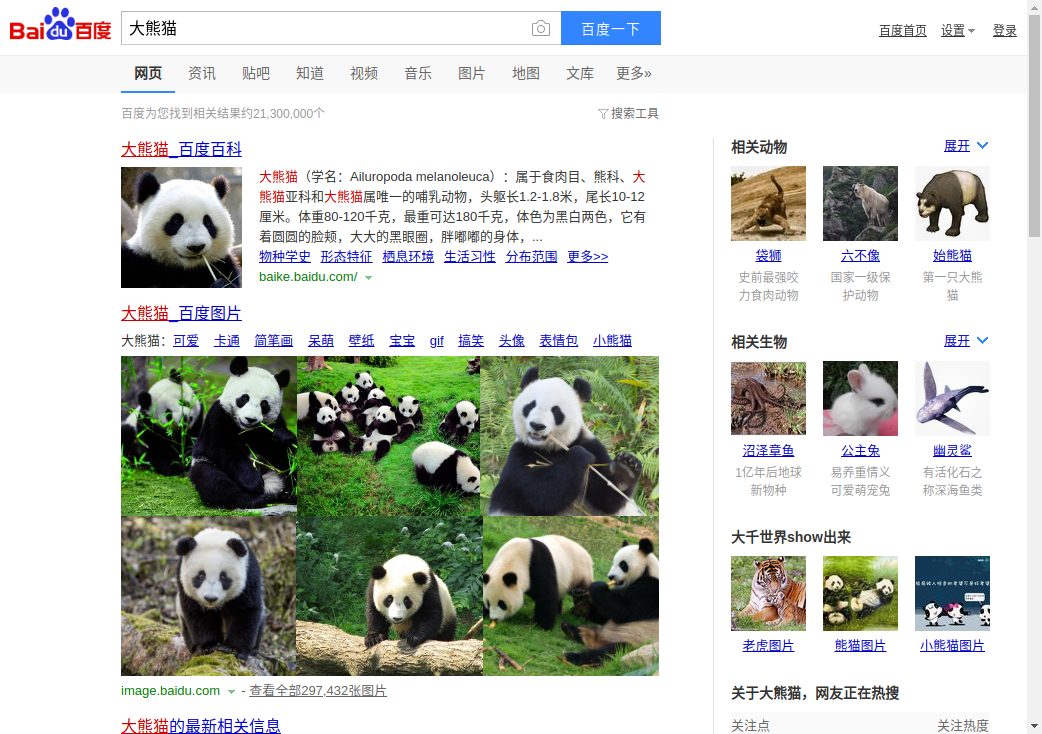 Bai du 百度 大熊猫 百度一下 百度首页 设置 登录
网页 资讯 贴吧 知道 视频 音乐 图片 地图 文库 更多»
百度为您找到相关结果约21,300,000个 搜索工具
大熊猫_百度百科
大熊猫（学名：Ailuropoda melanoleuca）：属于食肉目、熊科、大
熊猫亚科和大熊猫属唯一的哺乳动物，头躯长1.2-1.8米，尾长10-12
厘米。体重80-120千克，最重可达180千克，体色为黑白两色，它有
着圆圆的脸颊，大大的黑眼圈，胖嘟嘟的身体，...
物种学史 形态特征 栖息环境 生活习性 分布范围 更多>>
baike.baidu.com/
大熊猫_百度图片
大熊猫：可爱 卡通 简笔画 呆萌 壁纸 宝宝 gif 搞笑 头像 表情包 小熊猫
image.baidu.com - 查看全部297,432张图片
大熊猫的最新相关信息
相关动物 展开
袋狮 六不像 始熊猫
史前最强咬 国家一级保 第一只大熊
力食肉动物 护动物 猫
相关生物 展开
沼泽章鱼 公主兔 幽灵鲨
1亿年后地球 易养重情义 有活化石之
新物种 可爱萌宠兔 称深海鱼类
大千世界show出来
老虎图片 熊猫图片 小熊猫图片
关于大熊猫，网友正在热搜
关注点 关注热度